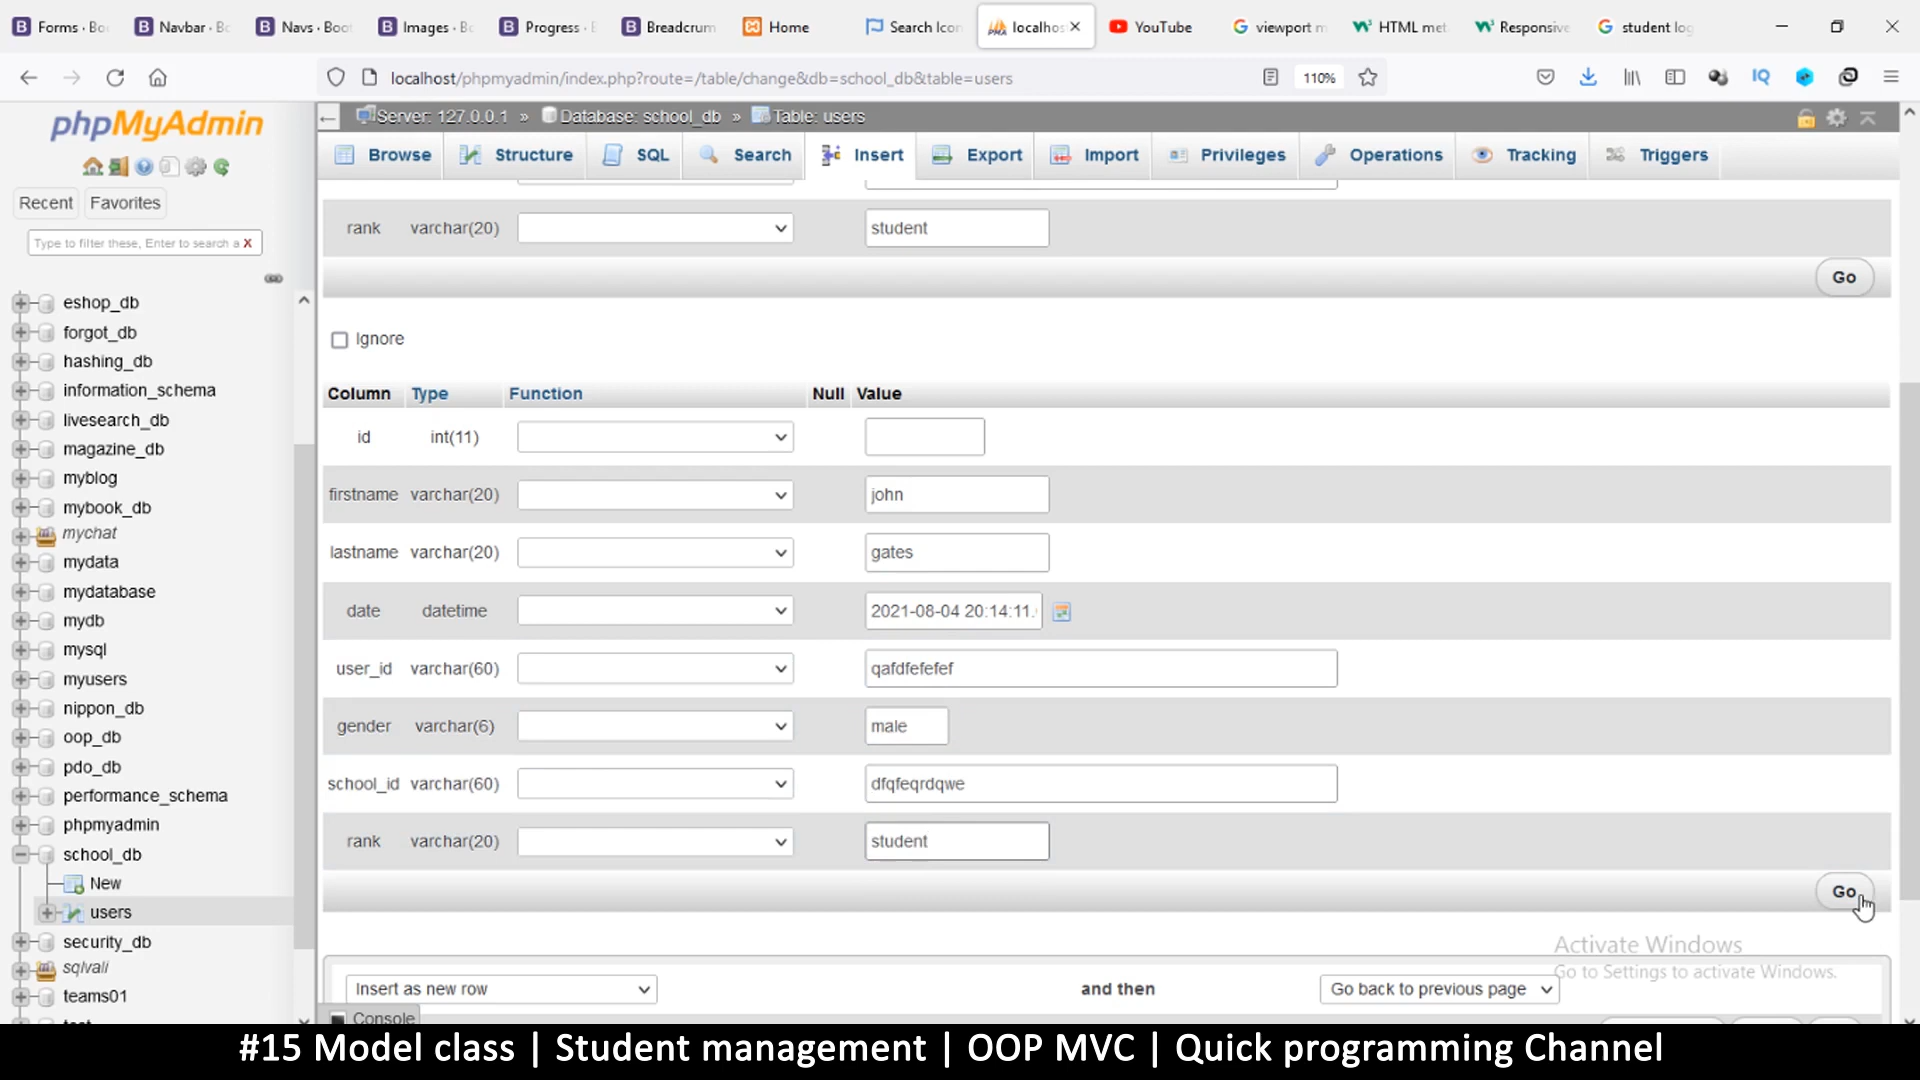 Forms · Bo
Navbar · Bo
Navs · Boot
Images · Bo
Progress · B
Breadcrum
Home
Search Icon
localhos
YouTube
viewport m
HTML met
Responsive
student log
localhost/phpmyadmin/index.php?route=/table/change&db=school_db&table=users
110%
IQ
phpMyAdmin
Server: 127.0.0.1 » Database: school_db » Table: users
Browse Structure SQL Search Insert Export Import Privileges Operations Tracking Triggers
Recent Favorites
Type to filter these, Enter to search a X
eshop_db
forgot_db
hashing_db
information_schema
livesearch_db
magazine_db
myblog
mybook_db
mychat
mydata
mydatabase
mydb
mysql
myusers
nippon_db
oop_db
pdo_db
performance_schema
phpmyadmin
school_db
New
users
security_db
sqlvali
teams01
rank varchar(20) student
Go
Ignore
Column Type Function Null Value
id int(11)
firstname varchar(20) john
lastname varchar(20) gates
date datetime 2021-08-04 20:14:11.
user_id varchar(60) qafdfefefef
gender varchar(6) male
school_id varchar(60) dfqfeqrdqwe
rank varchar(20) student
Go
Activate Windows
Go to Settings to activate Windows.
Insert as new row and then Go back to previous page
Console
#15 Model class | Student management | OOP MVC | Quick programming Channel